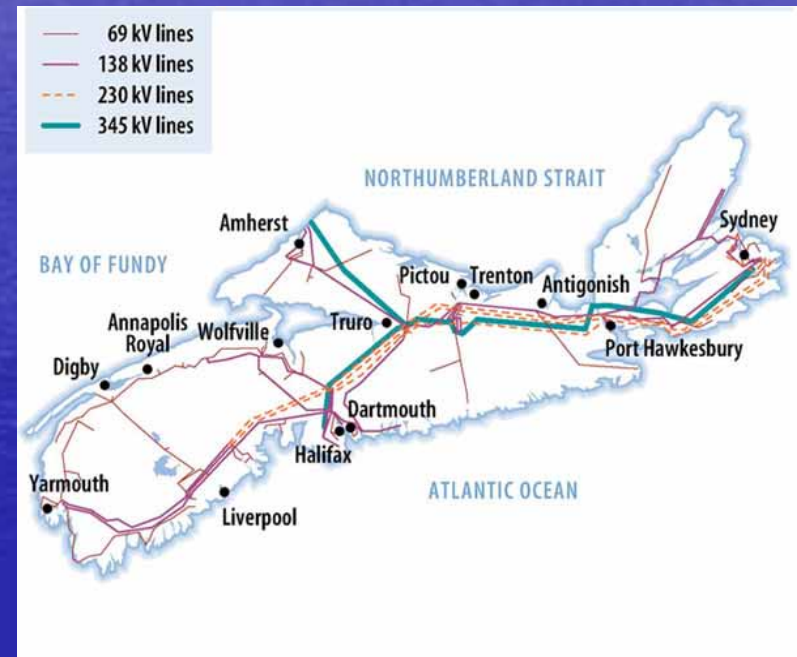 69 kV lines
138 kV lines
230 kV lines
345 kV lines
NORTHUMBERLAND STRAIT
Amherst
Sydney
BAY OF FUNDY
Pictou
Trenton
Antigonish
Annapolis
Royal
Wolfville
Truro
Port Hawkesbury
Digby
Dartmouth
Halifax
Yarmouth
ATLANTIC OCEAN
Liverpool